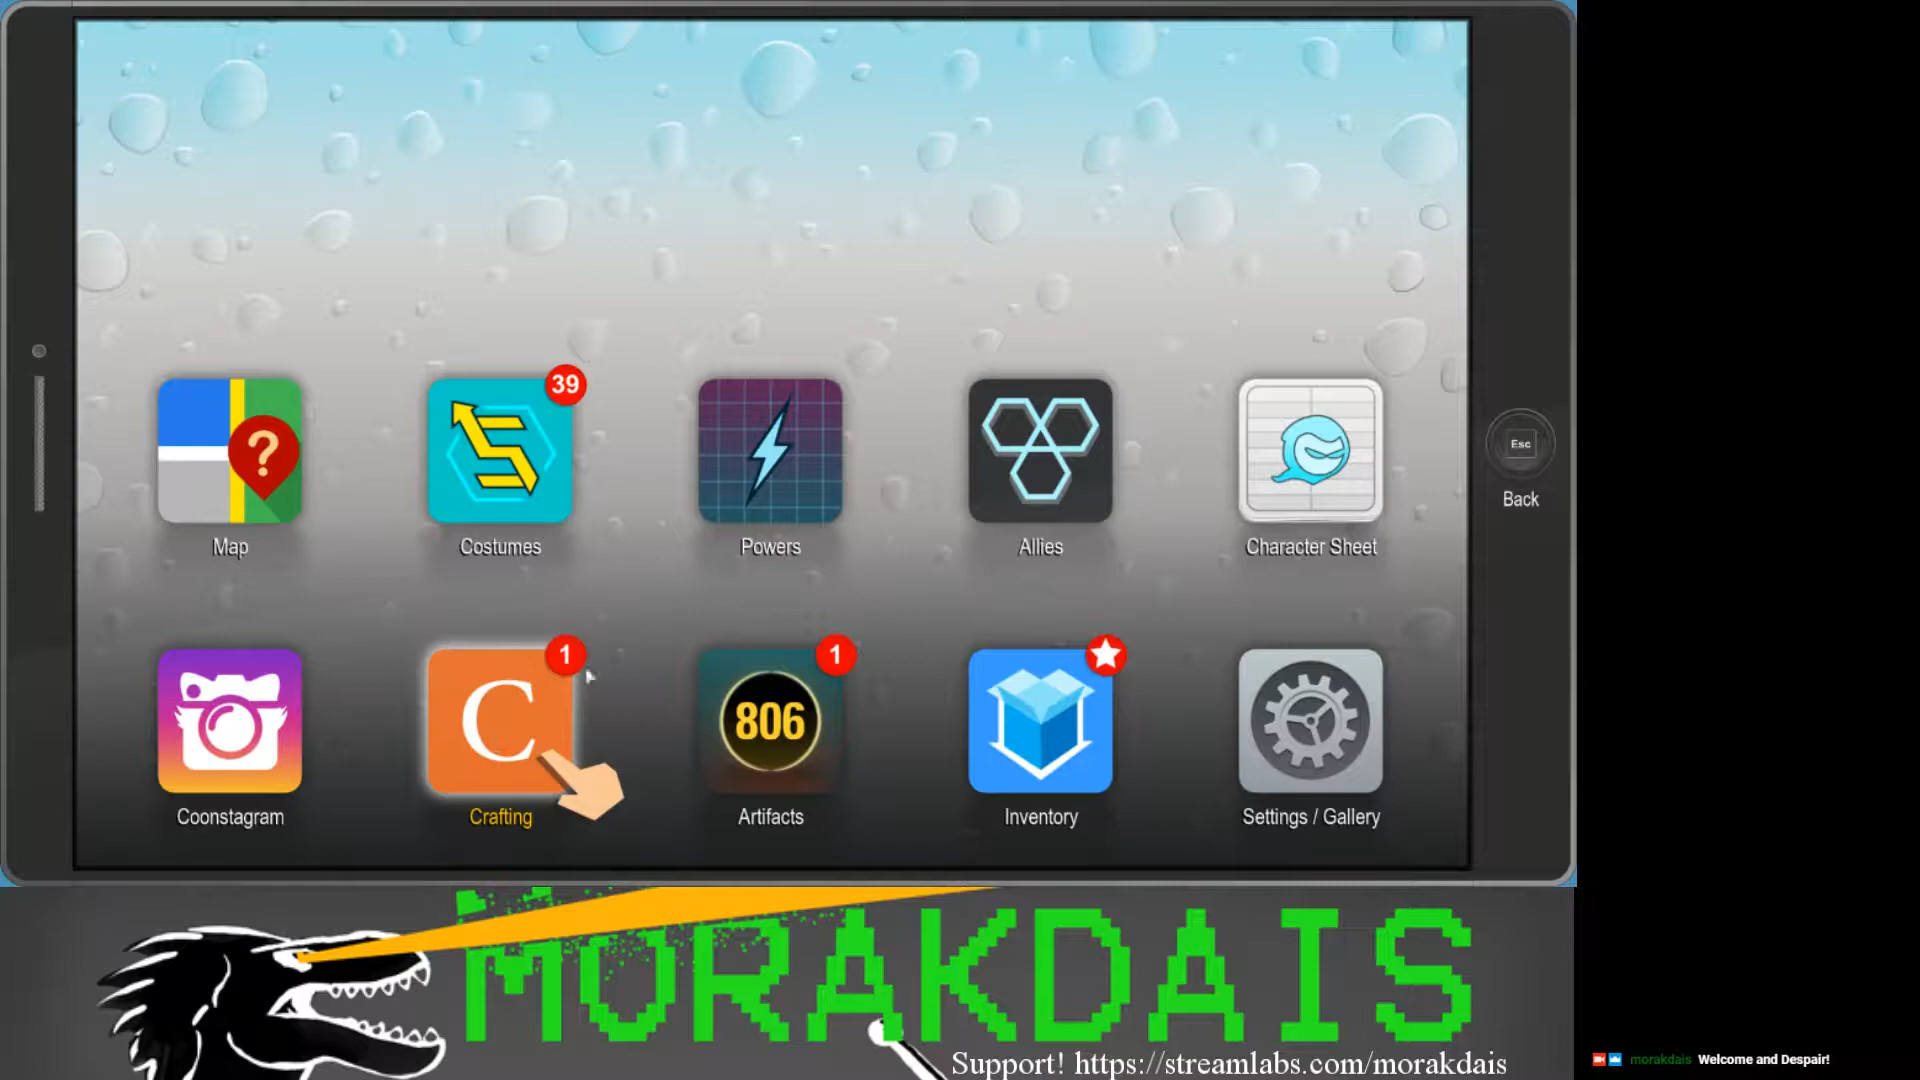 39
Map
Costumes
Powers
Allies
Character Sheet
Esc
Back
1
1
C
806
Coonstagram
Crafting
Artifacts
Inventory
Settings / Gallery
MORAKDAIS
Support! https://streamlabs.com/morakdais
morakdais Welcome and Despair!